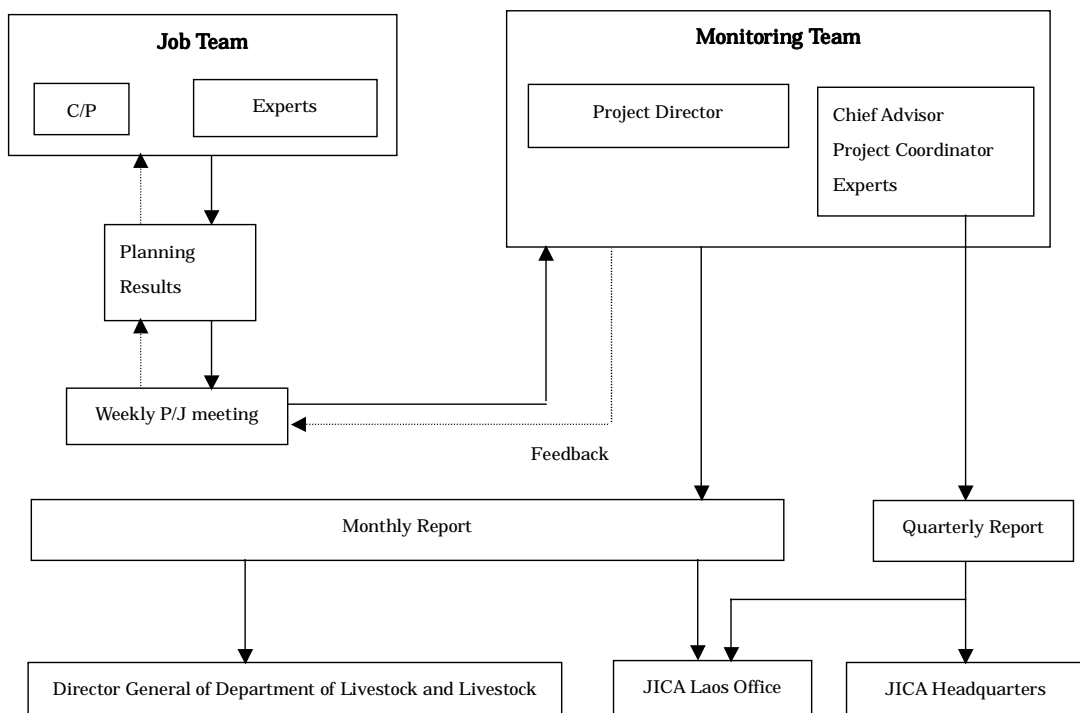 Job Team
C/P
Experts
Monitoring Team
Project Director
Chief Advisor
Project Coordinator
Experts
Planning
Results
Weekly P/J meeting
Feedback
Monthly Report
Quarterly Report
Director General of Department of Livestock and Livestock
JICA Laos Office
JICA Headquarters